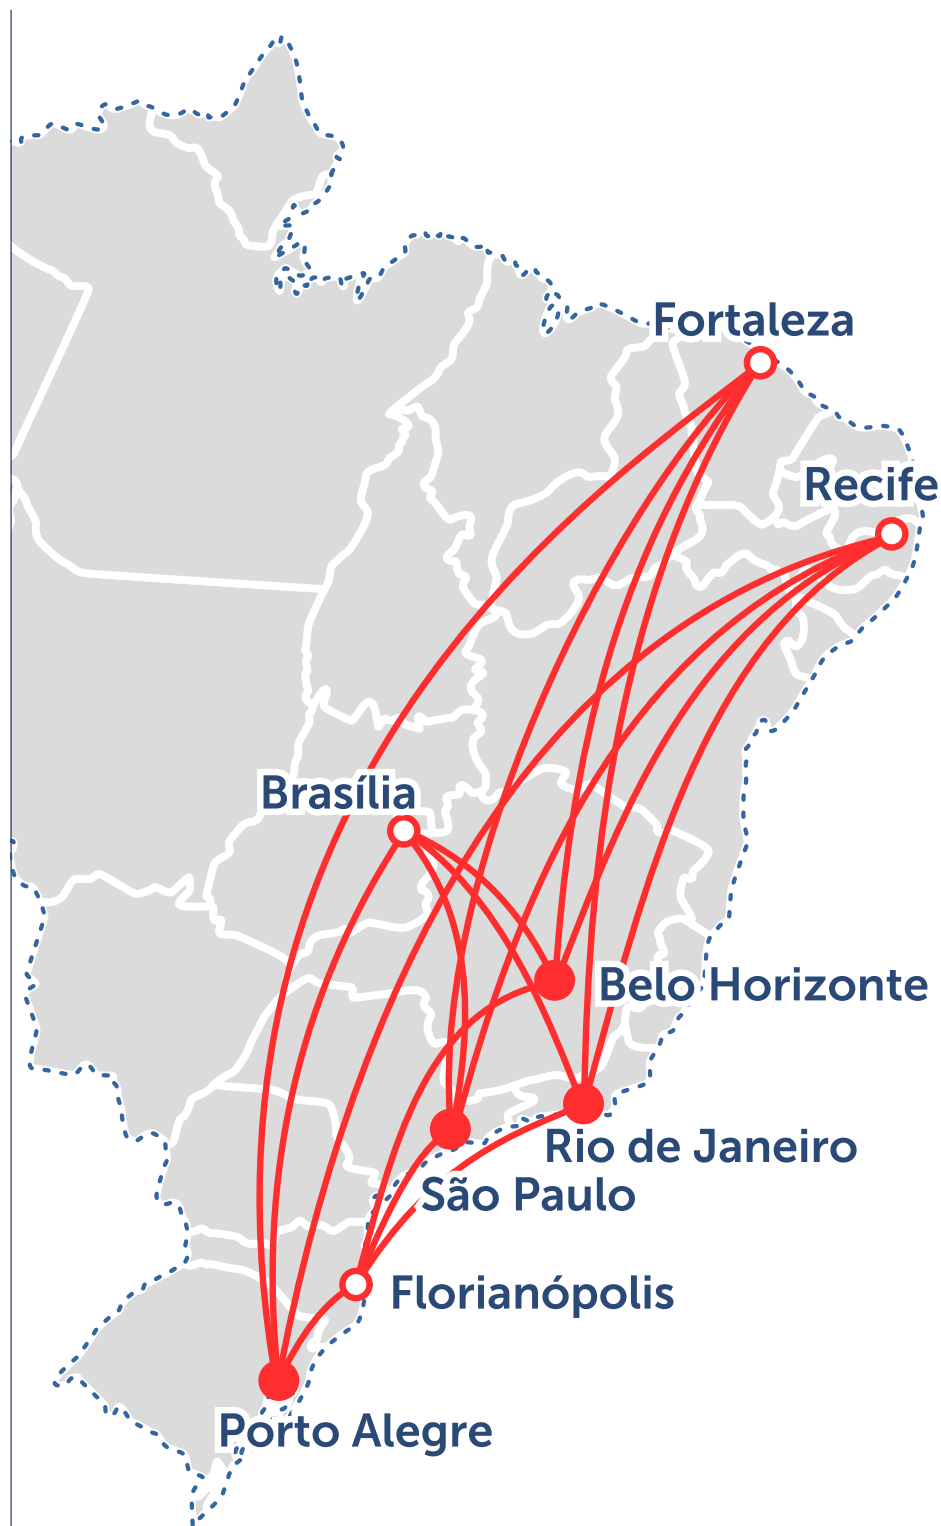 Fortaleza
Recife
Brasília
Belo Horizonte
Rio de Janeiro
São Paulo
Florianópolis
Porto Alegre